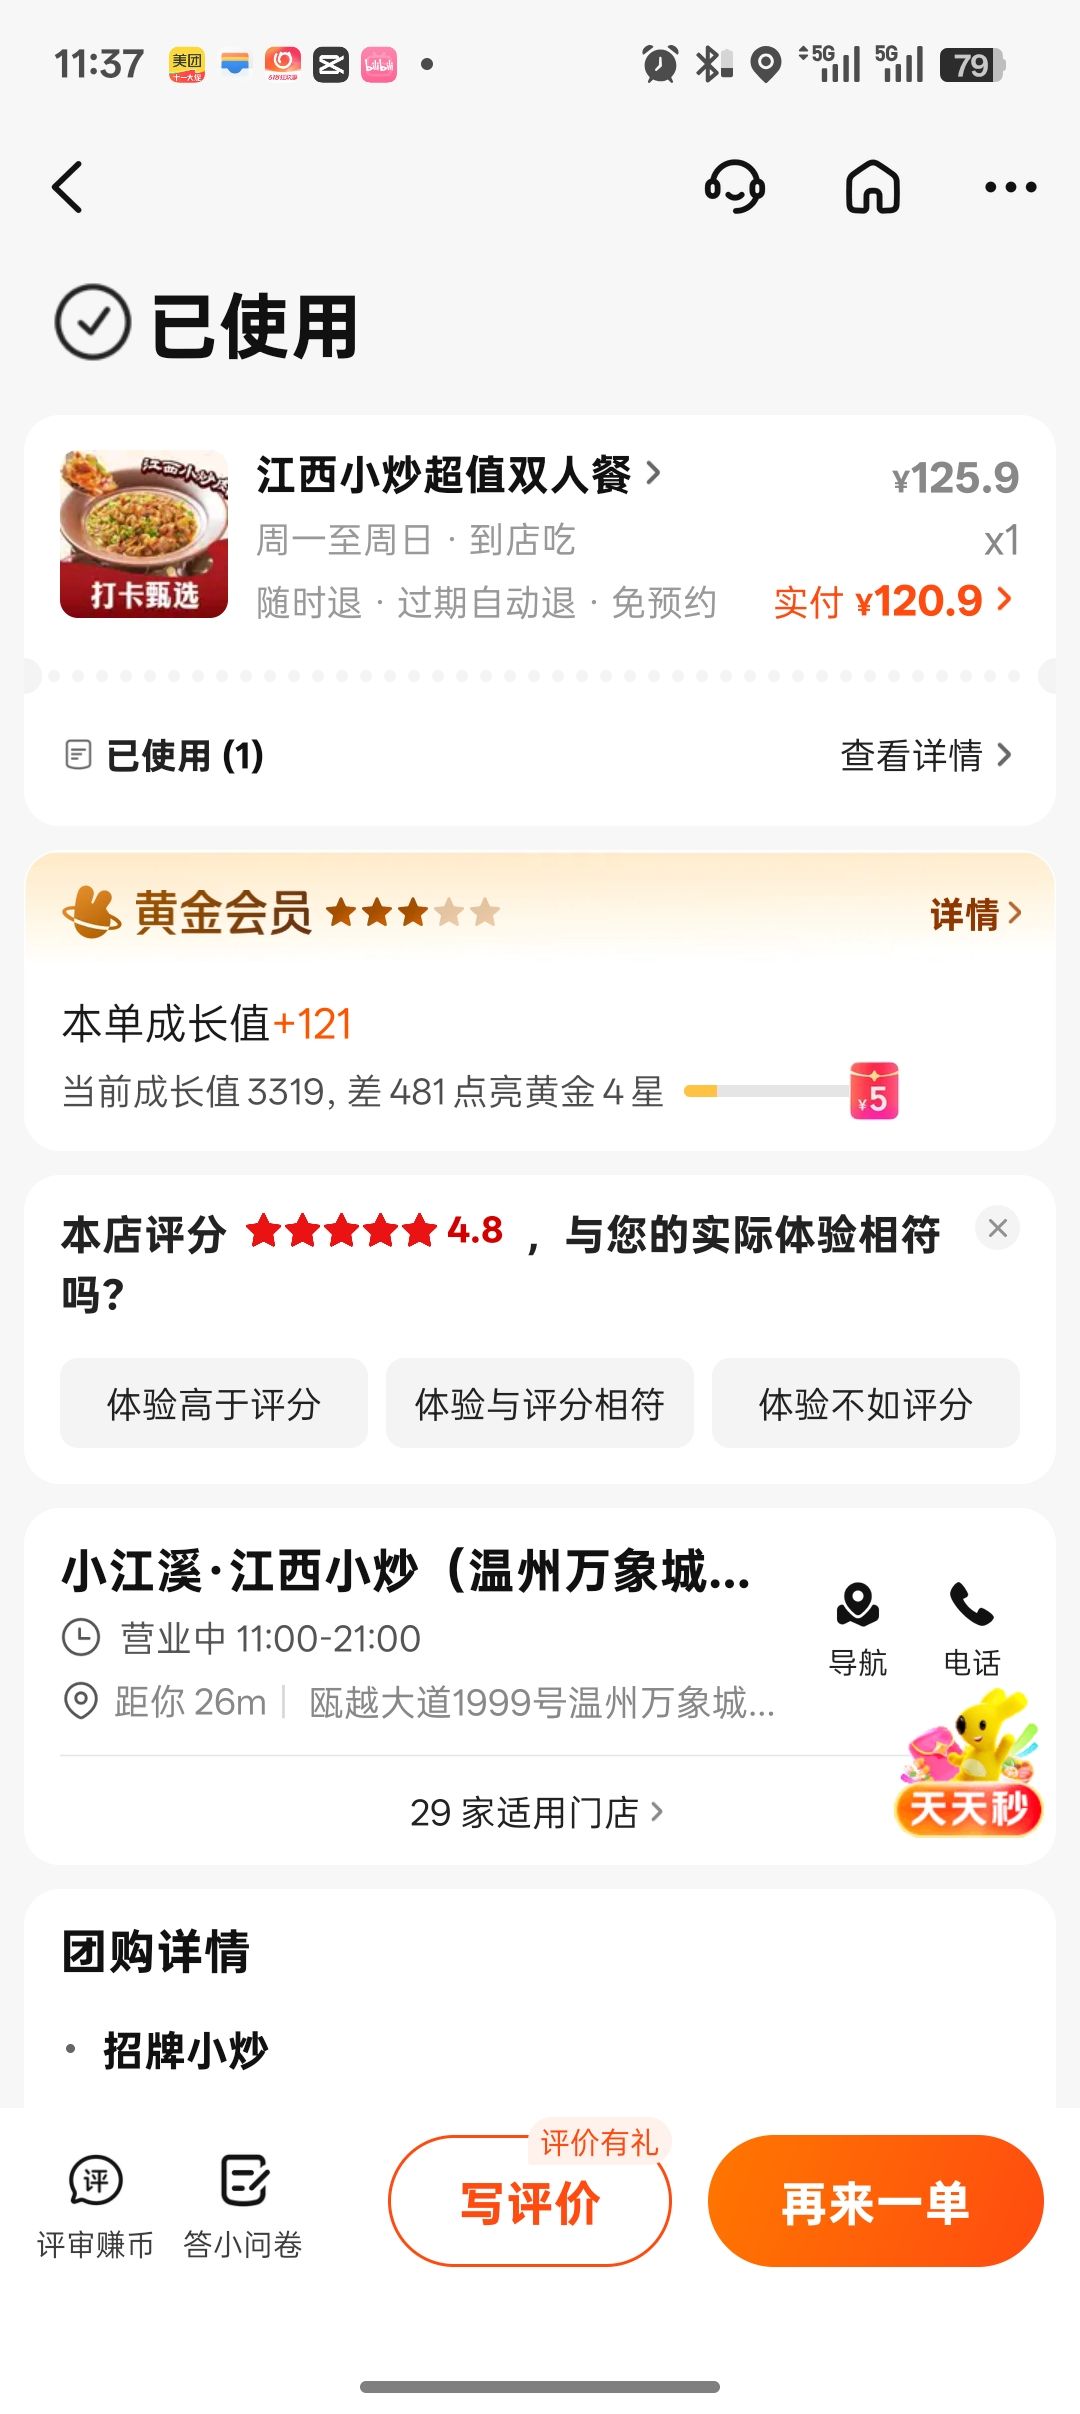 11:37
美团
bilibili
5G
5G
79
已使用
江西小炒
打卡甄选
江西小炒超值双人餐
¥125.9
周一至周日 · 到店吃
x1
随时退 · 过期自动退 · 免预约
实付 ¥120.9
已使用 (1)
查看详情
黄金会员
详情
本单成长值+121
当前成长值 3319, 差 481 点亮黄金 4 星
¥5
本店评分 4.8 ，与您的实际体验相符
吗?
体验高于评分
体验与评分相符
体验不如评分
小江溪·江西小炒（温州万象城...
营业中 11:00-21:00
导航
电话
距你 26m
瓯越大道1999号温州万象城...
天天秒
29 家适用门店
团购详情
· 招牌小炒
评价有礼
评
评审赚币
答小问卷
写评价
再来一单